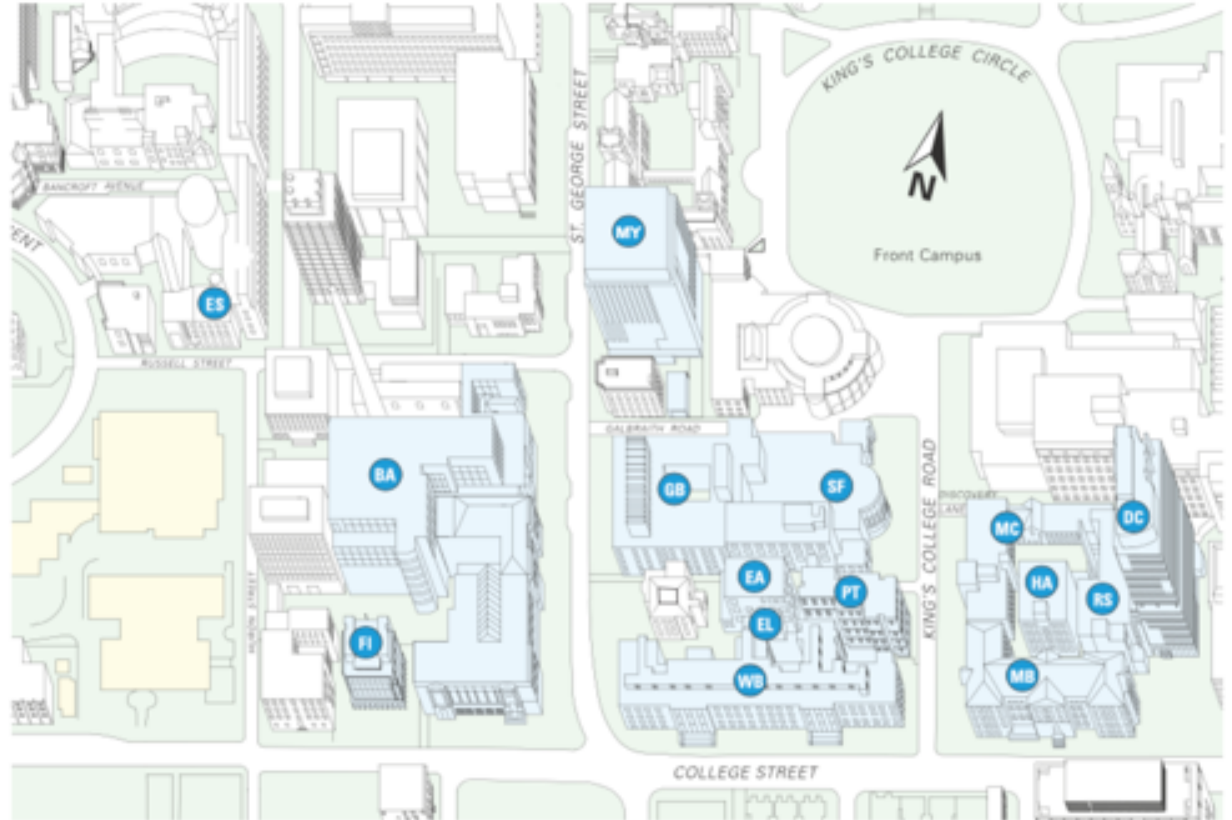 KING'S COLLEGE CIRCLE
ST. GEORGE STREET
N
BANCROFT AVENUE
MY
Front Campus
ES
RUSSELL STREET
GALBRAITH ROAD
BA
GB
SF
KING'S COLLEGE ROAD
DISCOVERY
LANE
DC
MC
EA
PT
HA
RS
EL
HURON STREET
FI
WB
MB
COLLEGE STREET